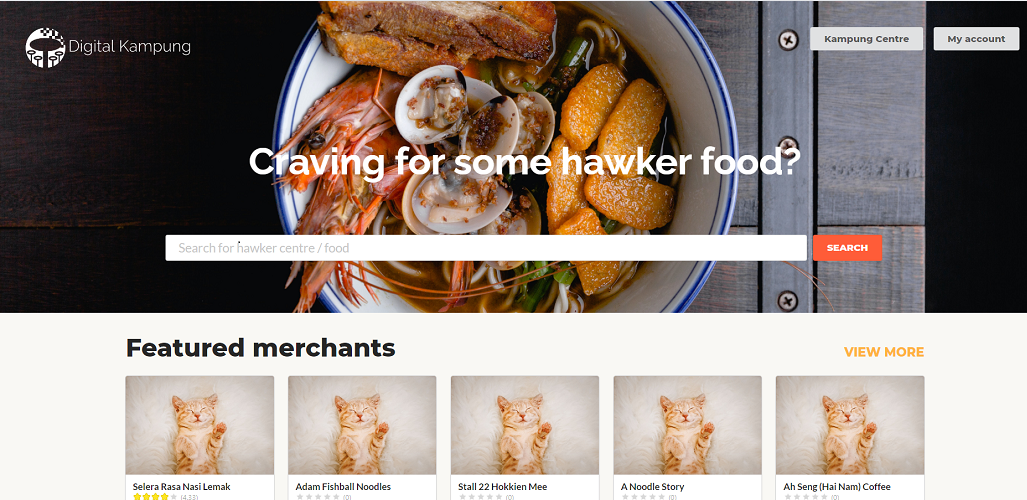 Digital Kampung
Kampung Centre
My account
Craving for some hawker food?
Search for hawker centre / food
SEARCH
Featured merchants
VIEW MORE
Selera Rasa Nasi Lemak
(4.33)
Adam Fishball Noodles
(0)
Stall 22 Hokkien Mee
(0)
A Noodle Story
(0)
Ah Seng (Hai Nam) Coffee
(0)